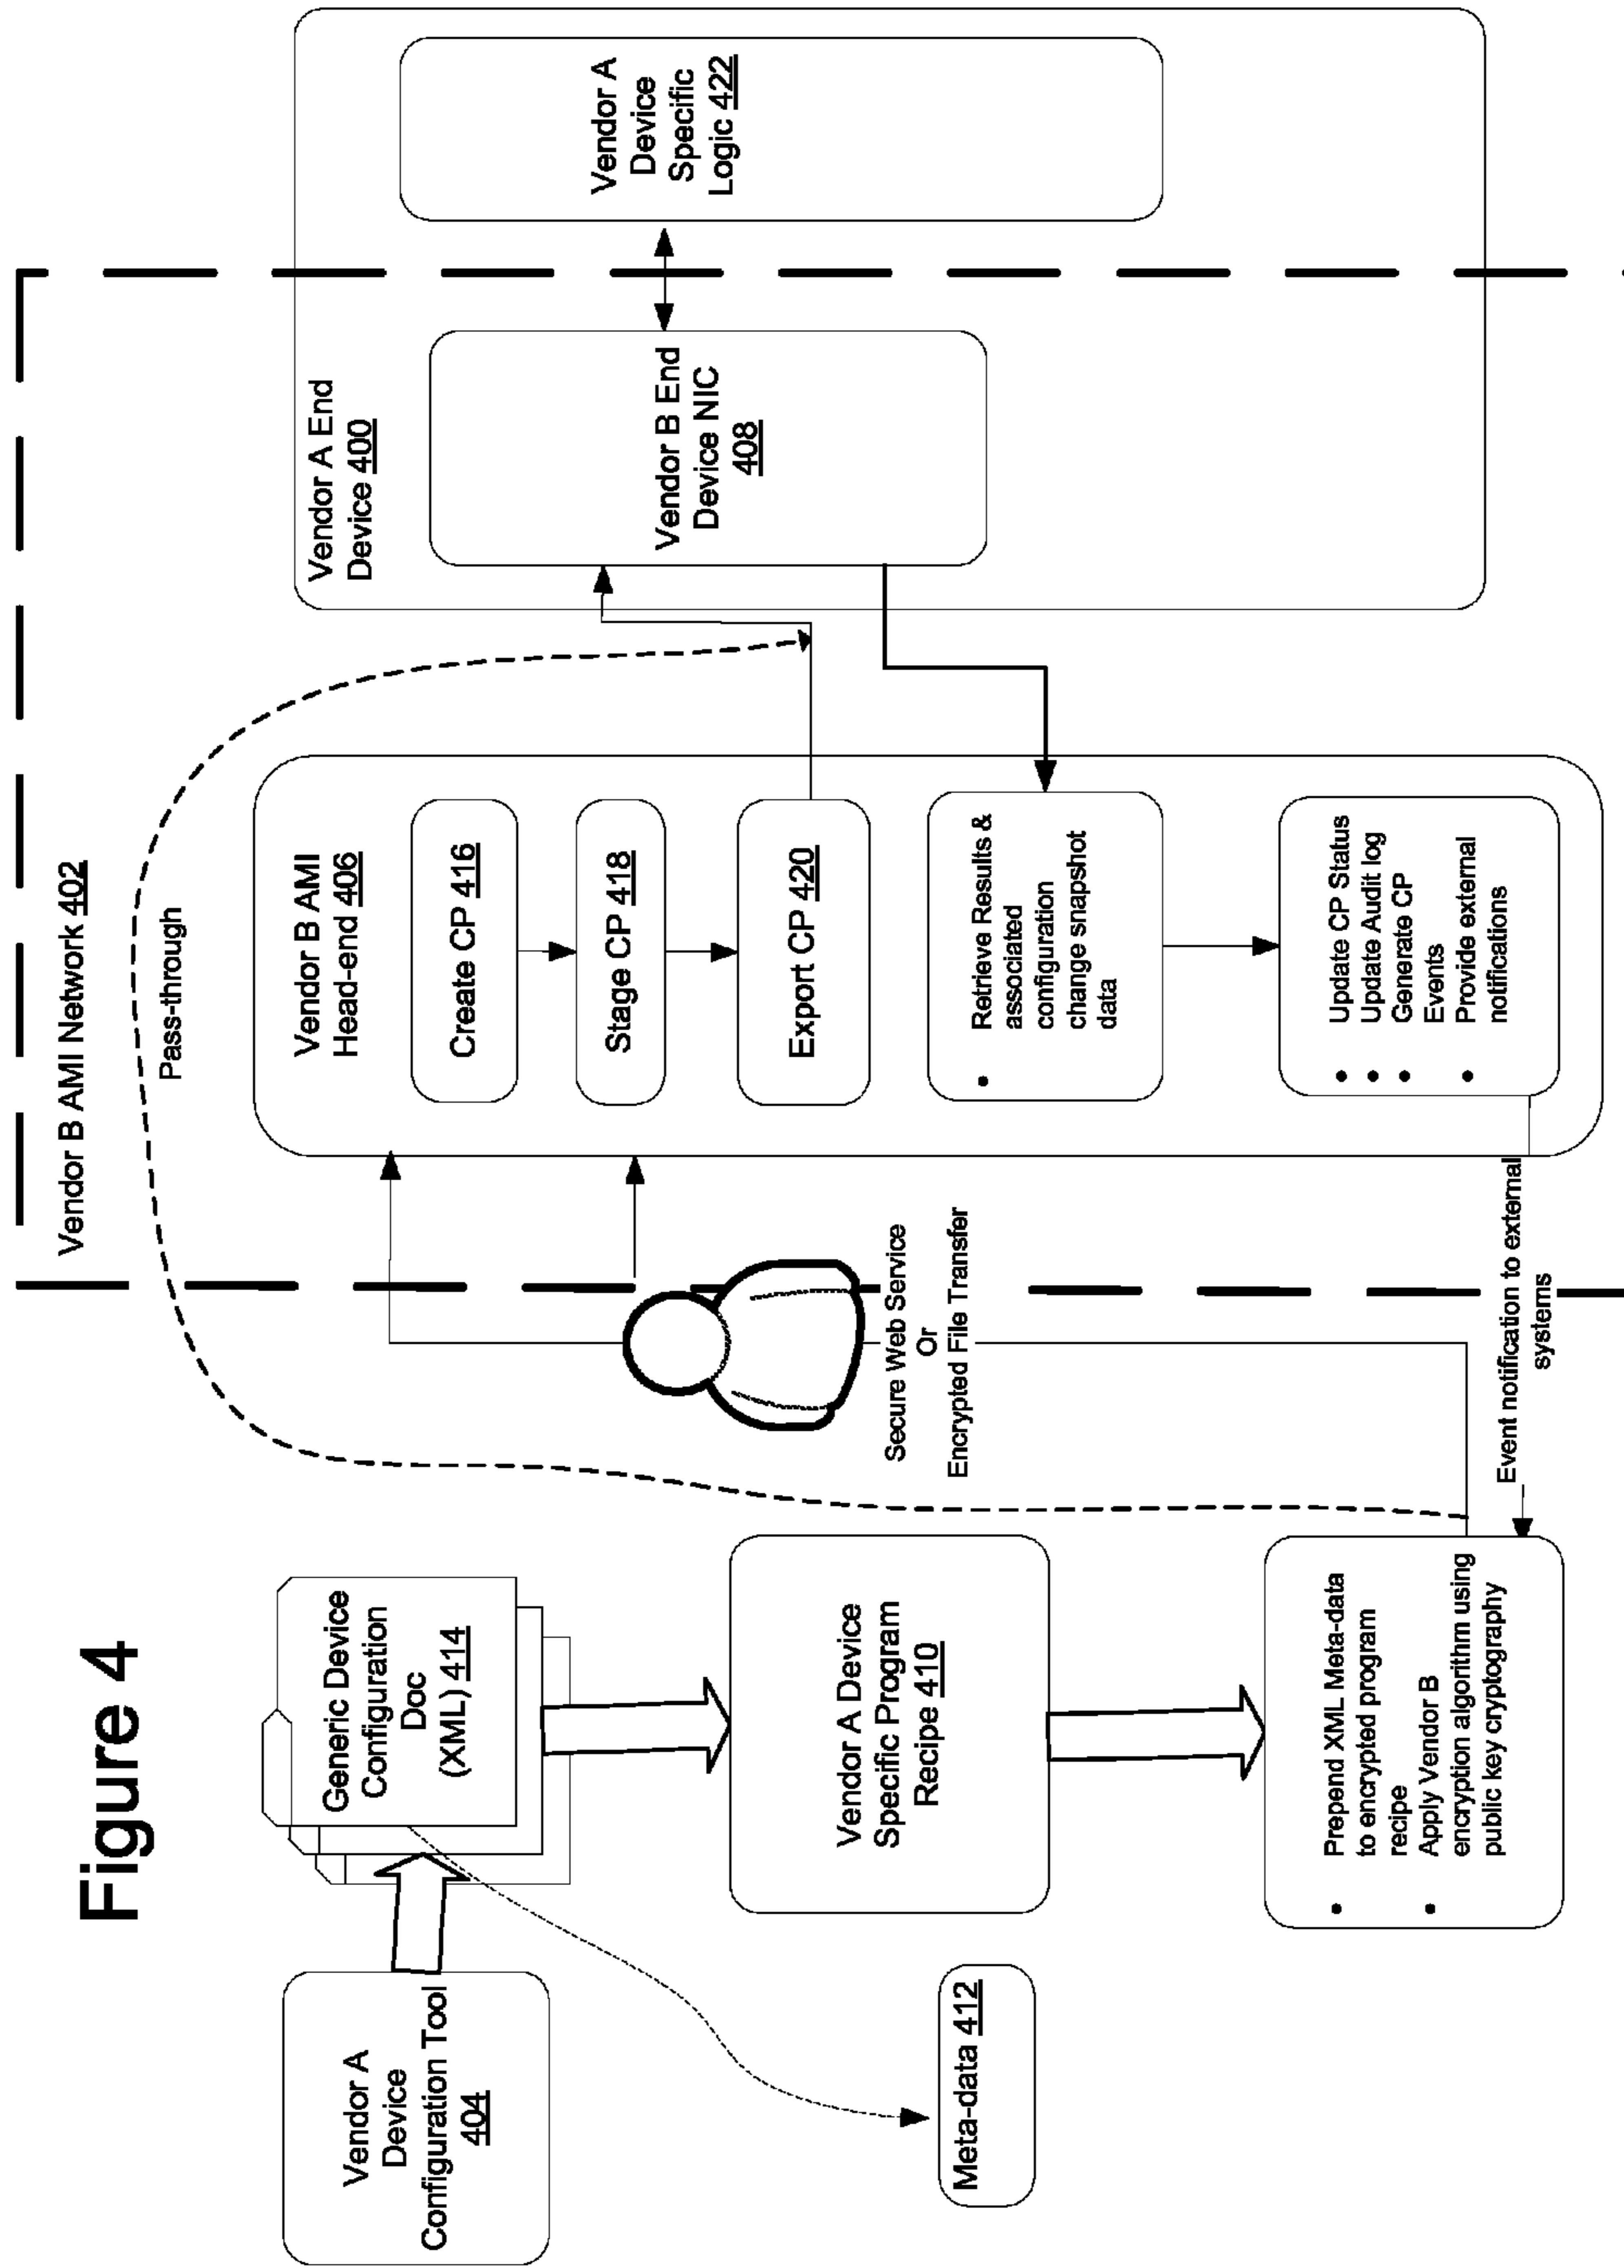 Figure 4
Vendor A
Device
Configuration Tool
404
Generic Device
Configuration
Doc
(XML) 414
Meta-data 412
Vendor A Device
Specific Program
Recipe 410
• Prepend XML Meta-data
to encrypted program
recipe
• Apply Vendor B
encryption algorithm using
public key cryptography
Secure Web Service
Or
Encrypted File Transfer
Event notification to external
systems
Vendor B AMI Network 402
Pass-through
Vendor B AMI
Head-end 406
Create CP 416
Stage CP 418
Export CP 420
• Retrieve Results &
associated
configuration
change snapshot
data
• Update CP Status
• Update Audit log
• Generate CP
Events
• Provide external
notifications
Vendor A End
Device 400
Vendor B End
Device NIC
408
Vendor A
Device
Specific
Logic 422